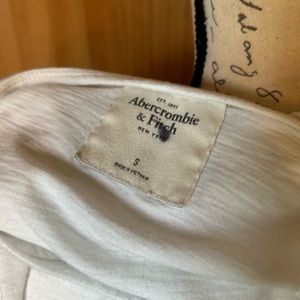 EST. 1892
Abercrombie
& Fitch
NEW YORK
S
MADE IN VIETNAM